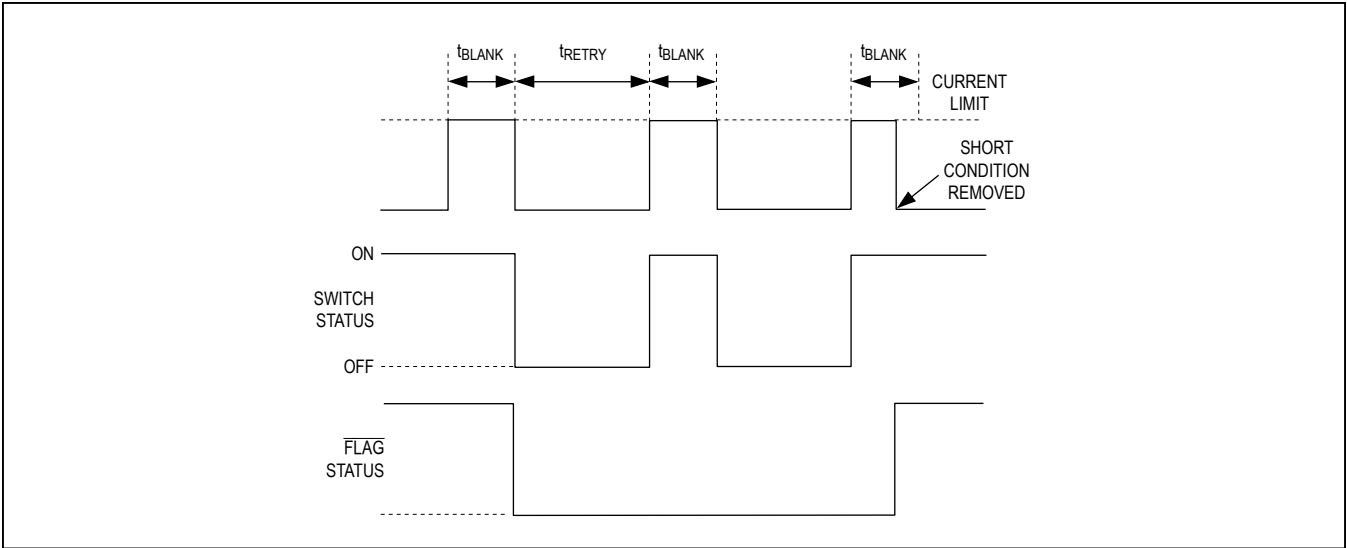 tBLANK
tRETRY
tBLANK
tBLANK
CURRENT
LIMIT
SHORT
CONDITION
REMOVED
ON
SWITCH
STATUS
OFF
FLAG
STATUS